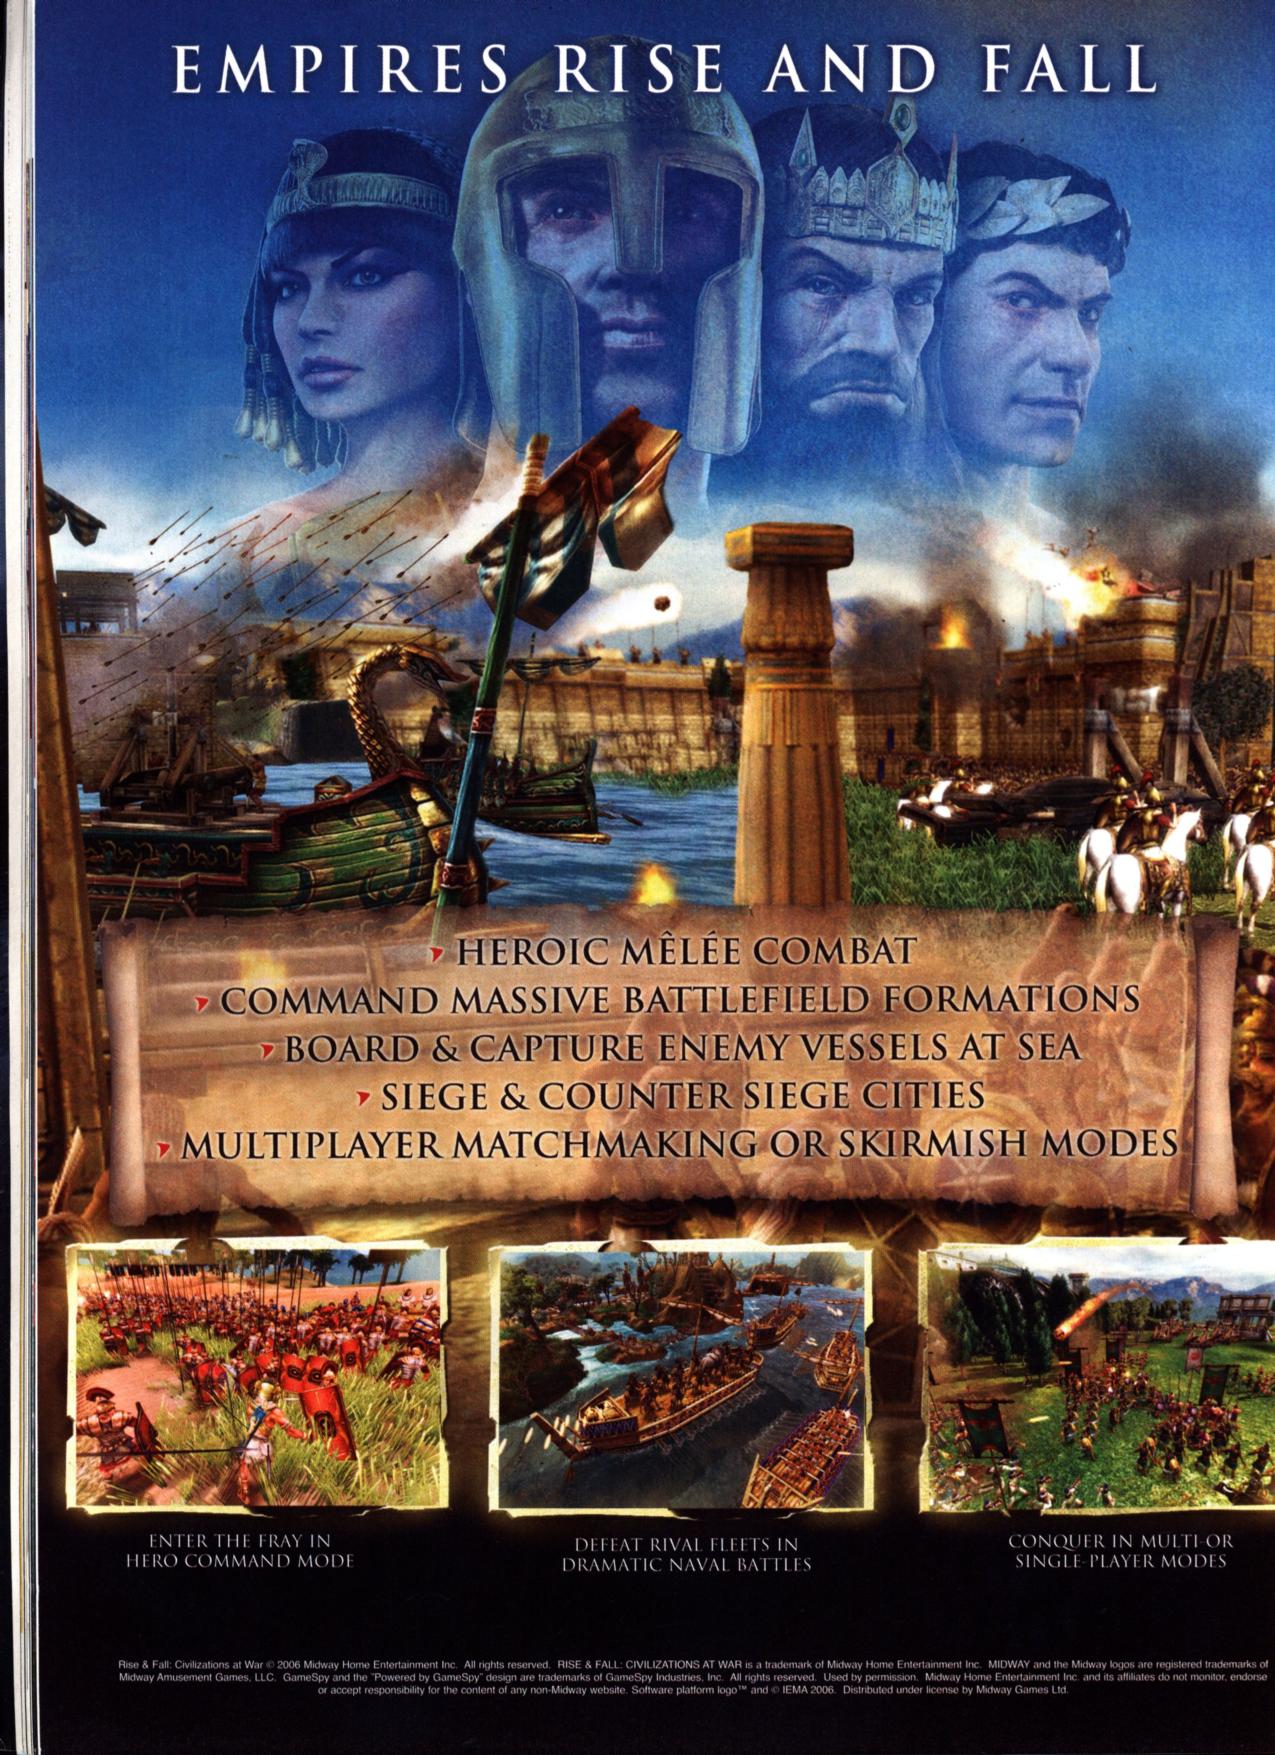 EMPIRES RISE AND FALL
HEROIC MÊLÉE COMBAT
COMMAND MASSIVE BATTLEFIELD FORMATIONS
BOARD & CAPTURE ENEMY VESSELS AT SEA
SIEGE & COUNTER SIEGE CITIES
MULTIPLAYER MATCHMAKING OR SKIRMISH MODES
ENTER THE FRAY IN
HERO COMMAND MODE
DEFEAT RIVAL FLEETS IN
DRAMATIC NAVAL BATTLES
CONQUER IN MULTI-OR
SINGLE-PLAYER MODES
Rise & Fall: Civilizations at War © 2006 Midway Home Entertainment Inc. All rights reserved. RISE & FALL: CIVILIZATIONS AT WAR is a trademark of Midway Home Entertainment Inc. MIDWAY and the Midway logos are registered trademarks of
Midway Amusement Games, LLC. GameSpy and the "Powered by GameSpy" design are trademarks of GameSpy Industries, Inc. All rights reserved. Used by permission. Midway Home Entertainment Inc. and its affiliates do not monitor, endorse
or accept responsibility for the content of any non-Midway website. Software platform logo™ and © IEMA 2006. Distributed under license by Midway Games Ltd.